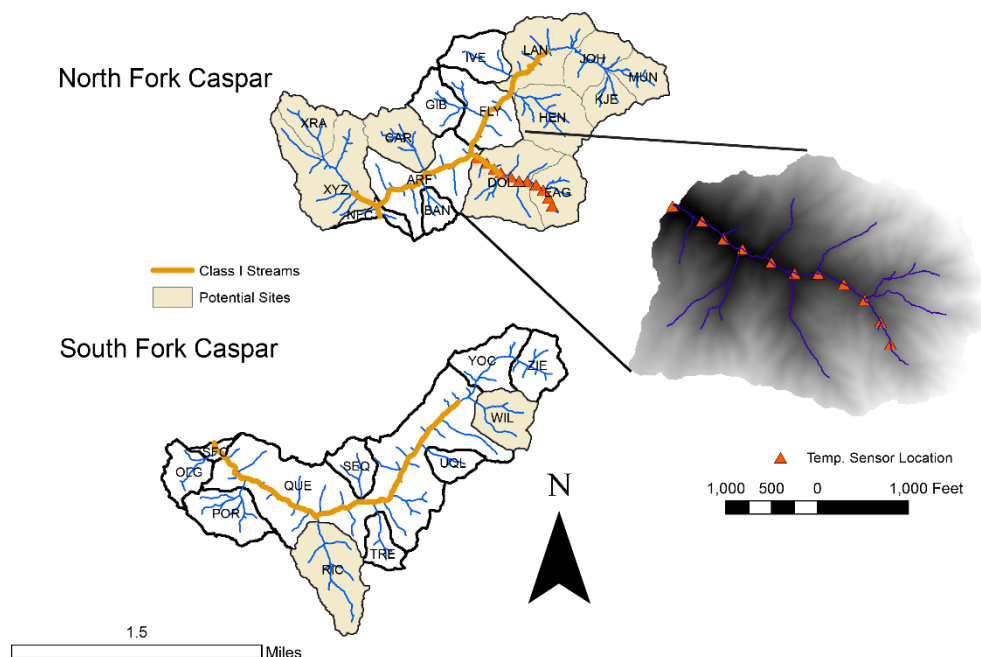 North Fork Caspar
IVE
LAN
JOH
MUN
KJE
GIB
FLY
HEN
XRA
CAR
XYZ
ARF
DOL
EAG
NFC
BAN
Class I Streams
Potential Sites
South Fork Caspar
YOC
ZIE
WIL
SFC
OLG
SEQ
UQL
QUE
POR
TRE
RIC
N
Temp. Sensor Location
1,000 500 0 1,000 Feet
1.5
Miles